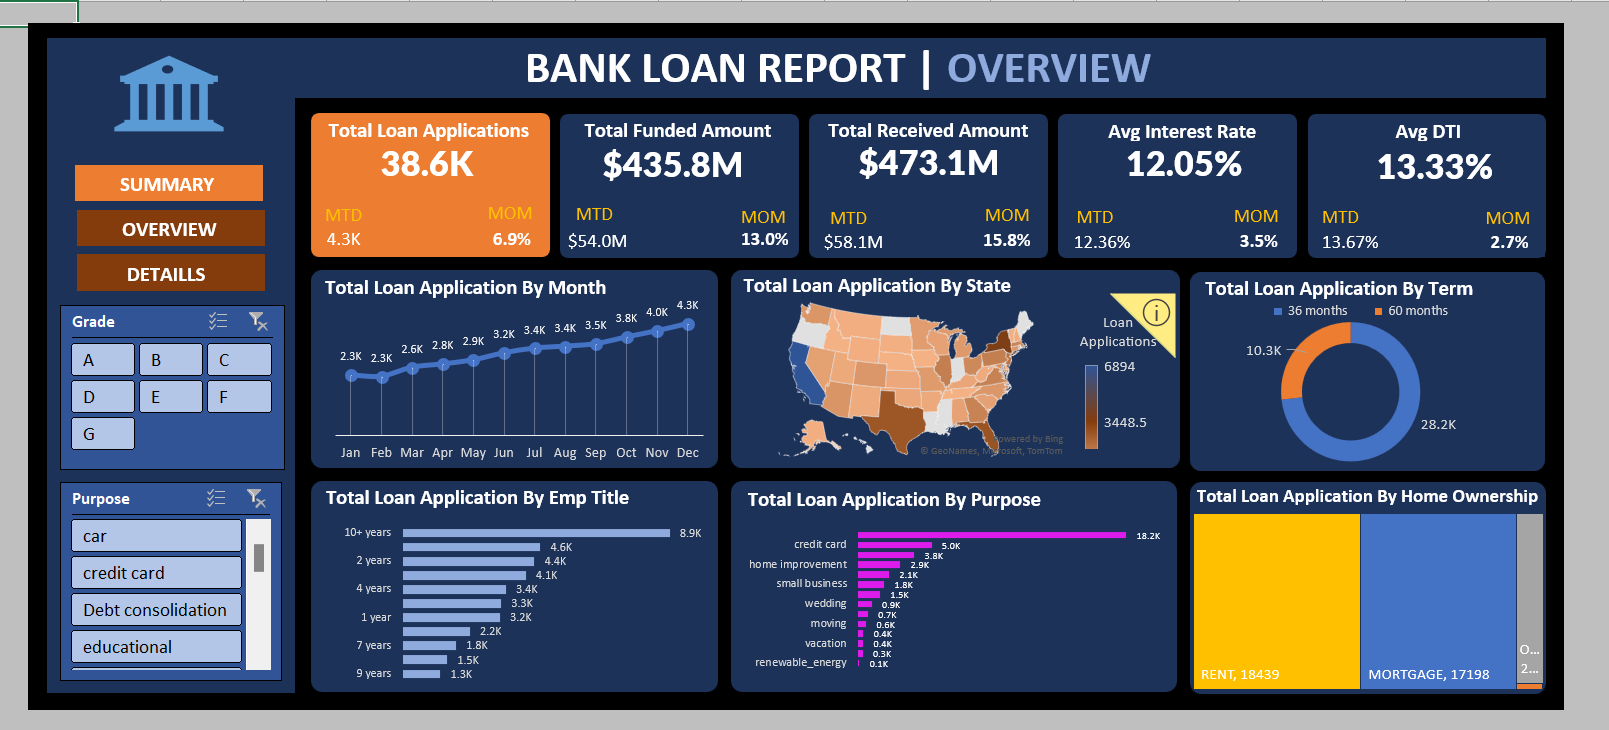 BANK LOAN REPORT | OVERVIEW
SUMMARY
OVERVIEW
DETAILLS
Grade
A
B
C
D
E
F
G
Purpose
car
credit card
Debt consolidation
educational
Total Loan Applications
38.6K
MTD
MOM
4.3K
6.9%
Total Funded Amount
$435.8M
MTD
MOM
$54.0M
13.0%
Total Received Amount
$473.1M
MTD
MOM
$58.1M
15.8%
Avg Interest Rate
12.05%
MTD
MOM
12.36%
3.5%
Avg DTI
13.33%
MTD
MOM
13.67%
2.7%
Total Loan Application By Month
2.3K 2.3K 2.6K 2.8K 2.9K 3.2K 3.4K 3.4K 3.5K 3.8K 4.0K 4.3K
Jan Feb Mar Apr May Jun Jul Aug Sep Oct Nov Dec
Total Loan Application By State
Loan
Applications
6894
3448.5
Powered by Bing
© GeoNames, Microsoft, TomTom
Total Loan Application By Term
36 months
60 months
10.3K
28.2K
Total Loan Application By Emp Title
10+ years 8.9K
4.6K
2 years 4.4K
4.1K
4 years 3.4K
3.3K
1 year 3.2K
2.2K
7 years 1.8K
1.5K
9 years 1.3K
Total Loan Application By Purpose
18.2K
credit card 5.0K
3.8K
home improvement 2.9K
2.1K
small business 1.8K
1.5K
wedding 0.9K
0.7K
moving 0.6K
0.4K
vacation 0.4K
0.3K
renewable_energy 0.1K
Total Loan Application By Home Ownership
RENT, 18439
MORTGAGE, 17198
O...
2...